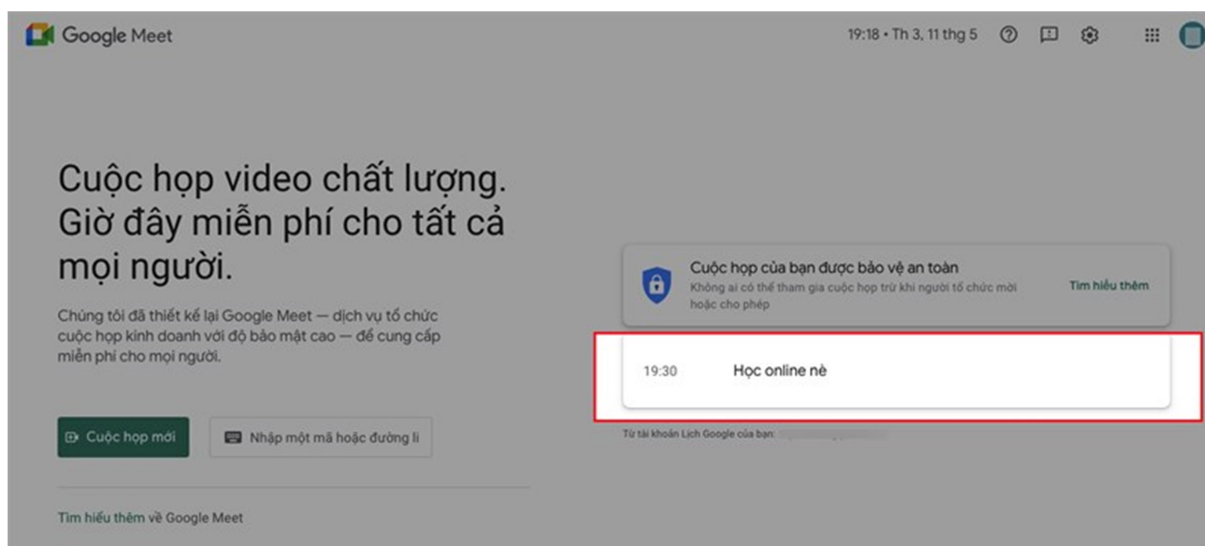 Google Meet
19:18 • Th 3, 11 thg 5
Cuộc họp video chất lượng.
Giờ đây miễn phí cho tất cả
mọi người.
Chúng tôi đã thiết kế lại Google Meet — dịch vụ tổ chức
cuộc họp kinh doanh với độ bảo mật cao — để cung cấp
miễn phí cho mọi người.
Cuộc họp mới
Nhập một mã hoặc đường li
Tìm hiểu thêm về Google Meet
Cuộc họp của bạn được bảo vệ an toàn
Không ai có thể tham gia cuộc họp trừ khi người tổ chức mời
hoặc cho phép
Tìm hiểu thêm
19:30 Học online nè
Từ tài khoản Lịch Google của bạn: